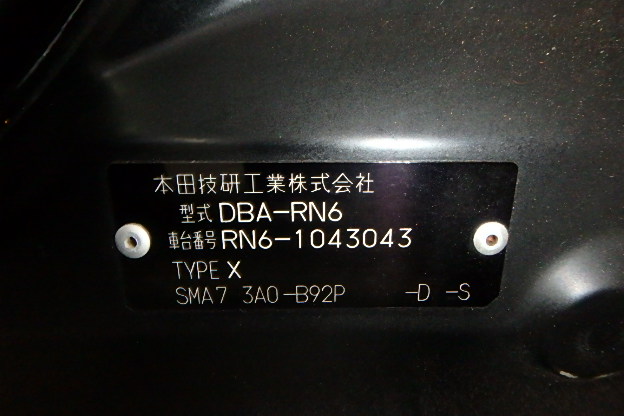 本田技研工業株式会社
型式 DBA-RN6
車台番号 RN6-1043043
TYPE X
SMA7 3A0-B92P -D -S